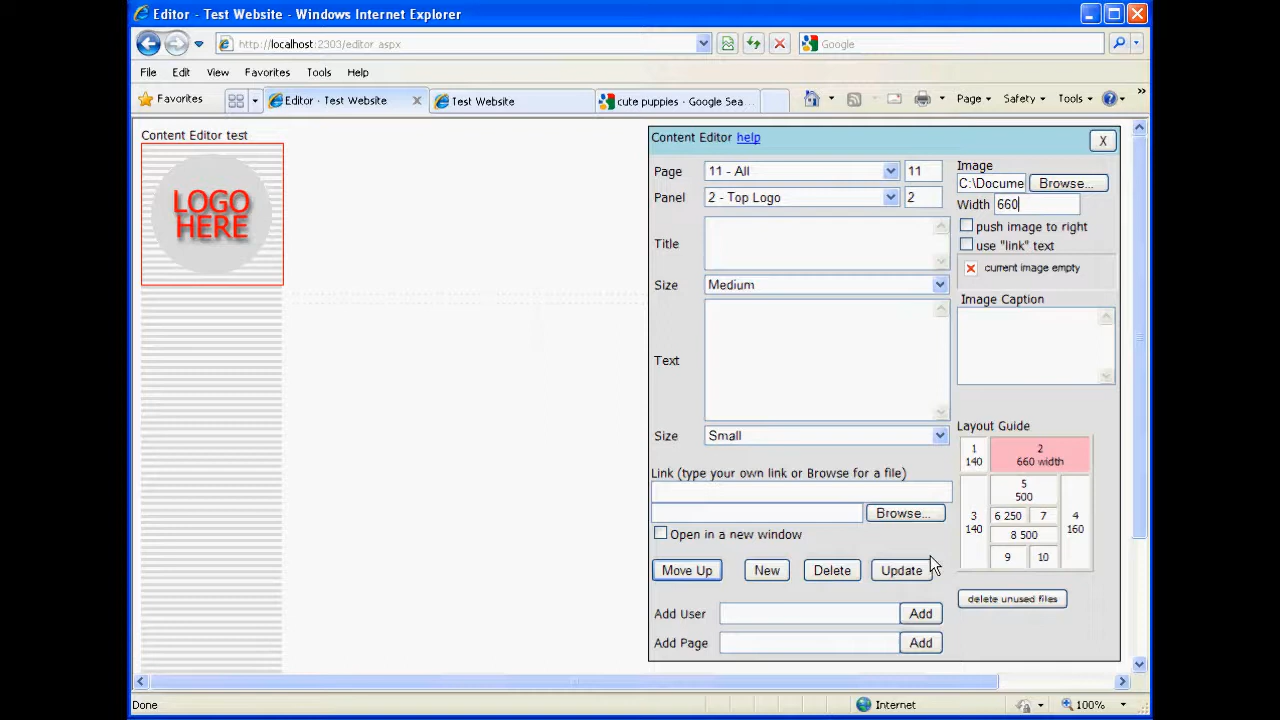 Editor - Test Website - Windows Internet Explorer
http://localhost:2303/editor.aspx
Google
File Edit View Favorites Tools Help
Favorites
Editor - Test Website
Test Website
cute puppies - Google Sea...
Page Safety Tools
Content Editor test
LOGO
HERE
Content Editor help
X
Page 11 - All 11
Panel 2 - Top Logo 2
Title
Size Medium
Text
Size Small
Link (type your own link or Browse for a file)
Browse...
Open in a new window
Move Up New Delete Update
Add User Add
Add Page Add
Image
C:\Docume Browse...
Width 660
push image to right
use "link" text
current image empty
Image Caption
Layout Guide
1
140
2
660 width
3
140
5
500
6 250 7
8 500
9 10
4
160
delete unused files
Done
Internet
100%